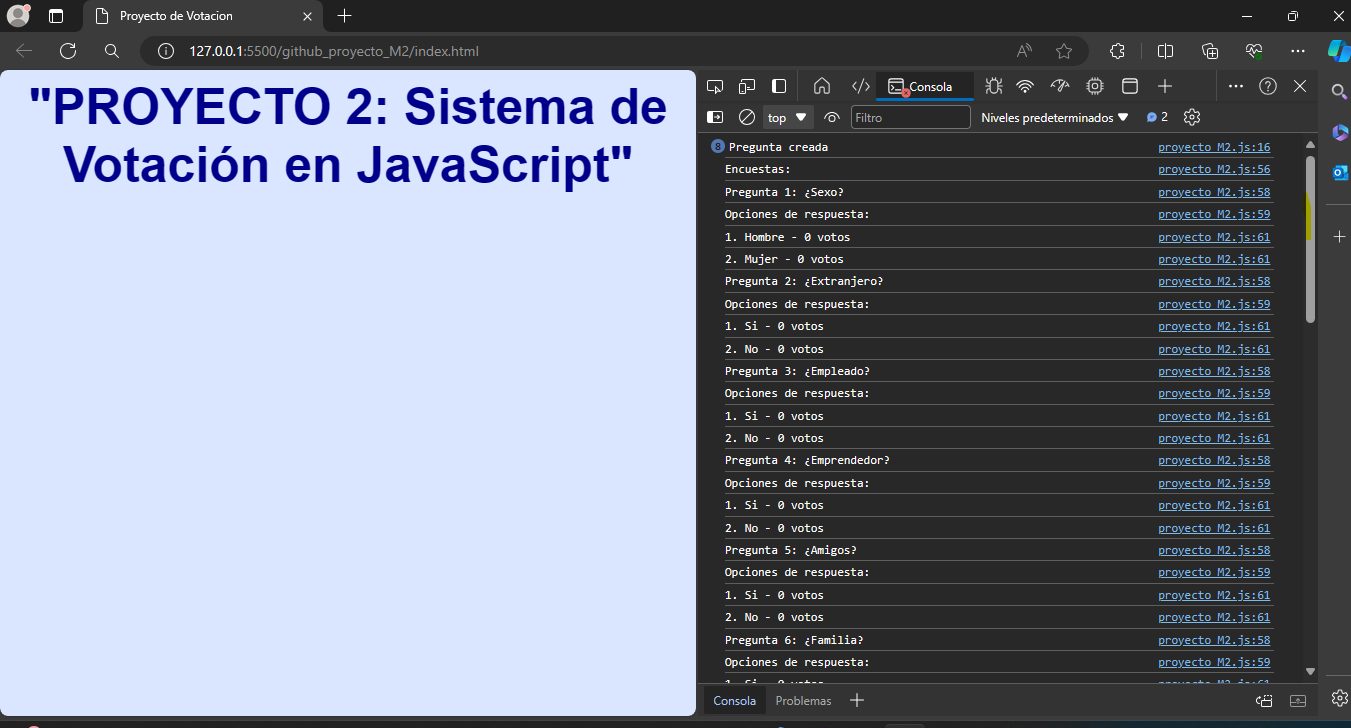 Proyecto de Votacion
127.0.0.1:5500/github_proyecto_M2/index.html
"PROYECTO 2: Sistema de
Votación en JavaScript"
Consola
top
Filtro
Niveles predeterminados
2
8 Pregunta creada proyecto M2.js:16
Encuestas: proyecto M2.js:56
Pregunta 1: ¿Sexo? proyecto M2.js:58
Opciones de respuesta: proyecto M2.js:59
1. Hombre - 0 votos proyecto M2.js:61
2. Mujer - 0 votos proyecto M2.js:61
Pregunta 2: ¿Extranjero? proyecto M2.js:58
Opciones de respuesta: proyecto M2.js:59
1. Si - 0 votos proyecto M2.js:61
2. No - 0 votos proyecto M2.js:61
Pregunta 3: ¿Empleado? proyecto M2.js:58
Opciones de respuesta: proyecto M2.js:59
1. Si - 0 votos proyecto M2.js:61
2. No - 0 votos proyecto M2.js:61
Pregunta 4: ¿Emprendedor? proyecto M2.js:58
Opciones de respuesta: proyecto M2.js:59
1. Si - 0 votos proyecto M2.js:61
2. No - 0 votos proyecto M2.js:61
Pregunta 5: ¿Amigos? proyecto M2.js:58
Opciones de respuesta: proyecto M2.js:59
1. Si - 0 votos proyecto M2.js:61
2. No - 0 votos proyecto M2.js:61
Pregunta 6: ¿Familia? proyecto M2.js:58
Opciones de respuesta: proyecto M2.js:59
Consola
Problemas